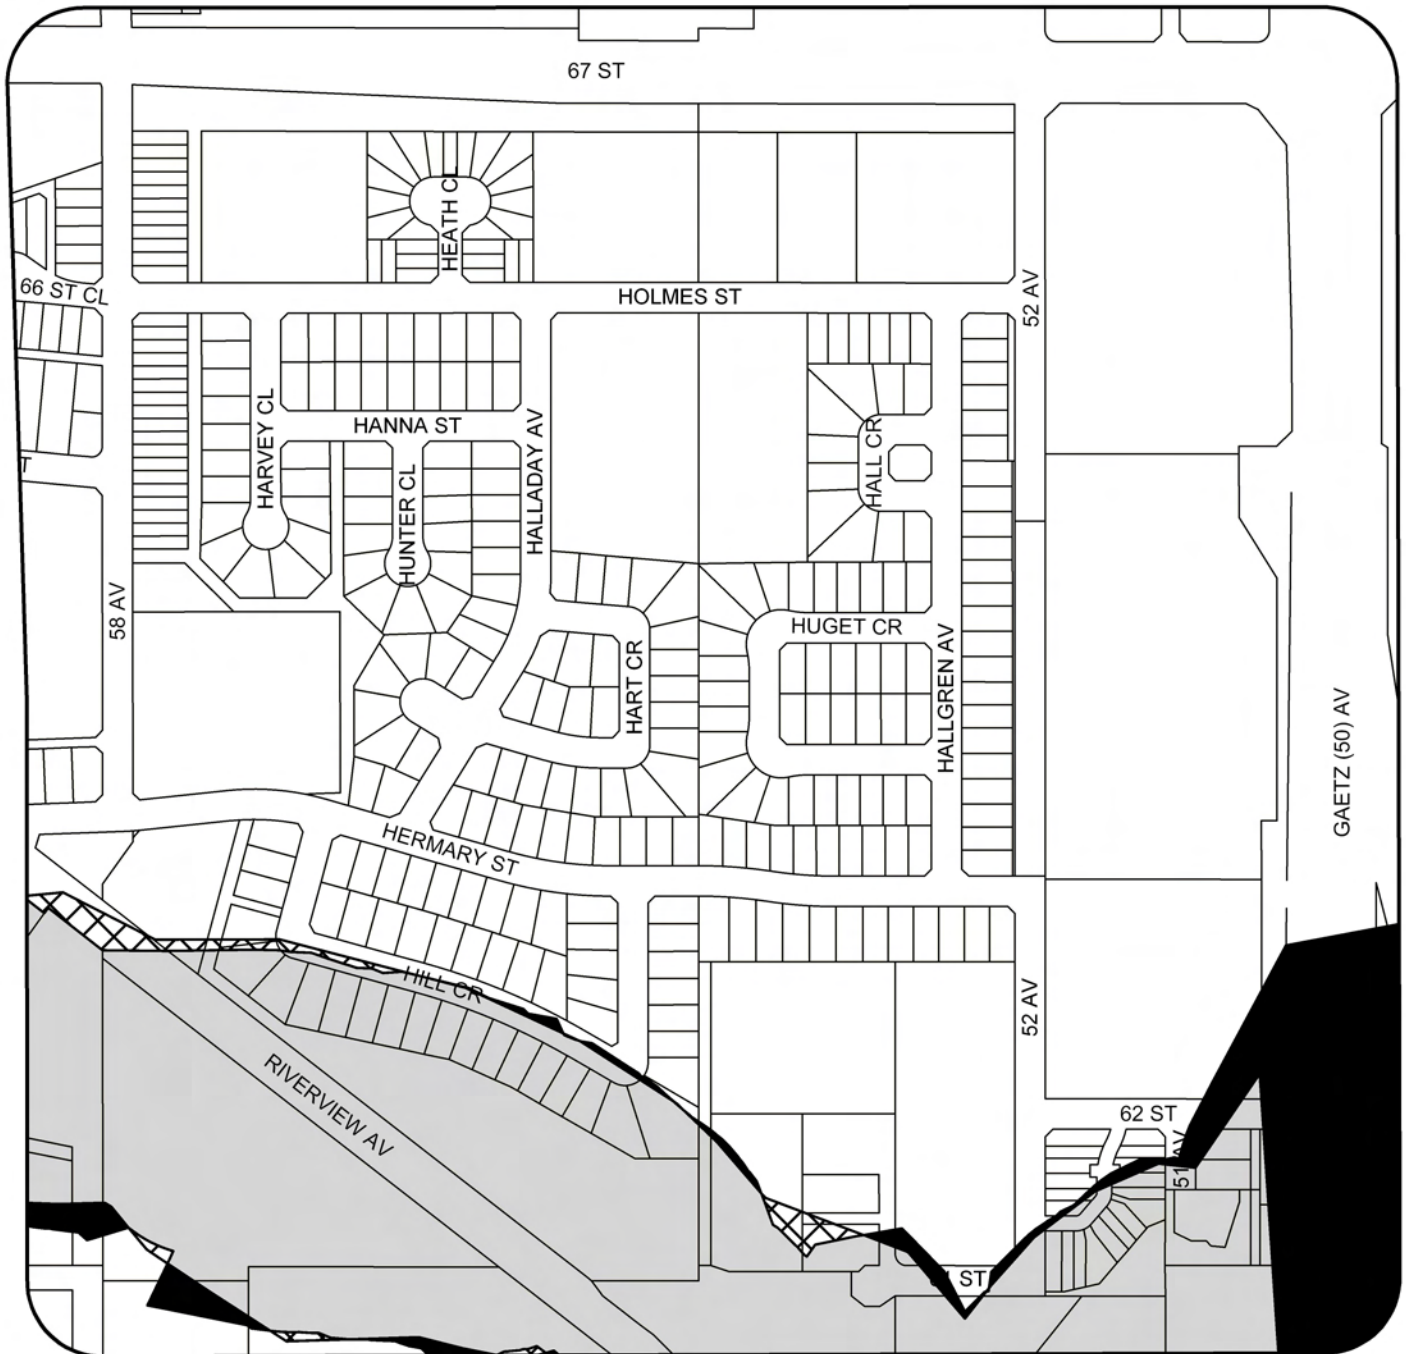 67 ST
HEATH CL
66 ST CL
HOLMES ST
52 AV
HARVEY CL
HANNA ST
HUNTER CL
HALLADAY AV
HALL CR
T
58 AV
HUGET CR
HART CR
HALLGREN AV
GAETZ (50) AV
HERMARY ST
HILL CR
52 AV
RIVERVIEW AV
62 ST
51 AV
ST